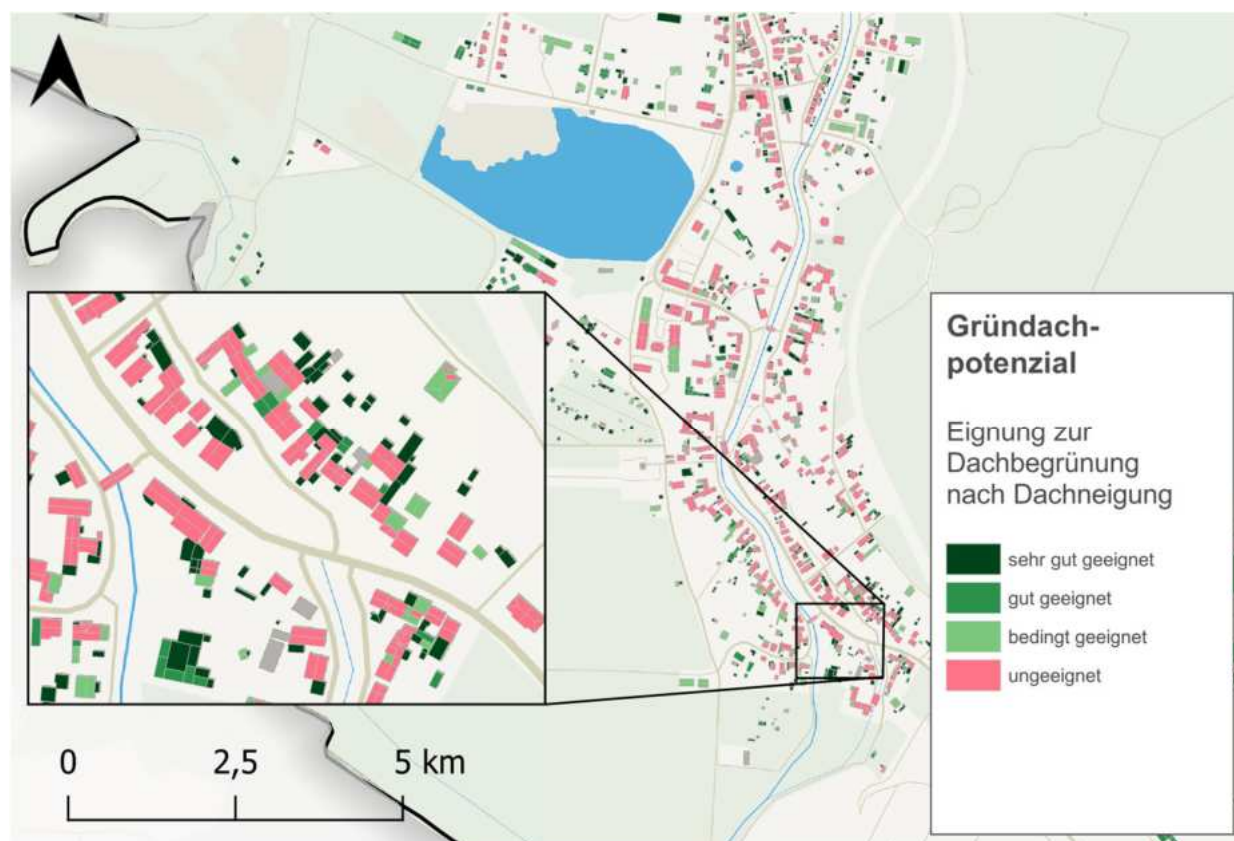 Gründach-
potenzial
Eignung zur
Dachbegrünung
nach Dachneigung
sehr gut geeignet
gut geeignet
bedingt geeignet
ungeeignet
0 2,5 5 km